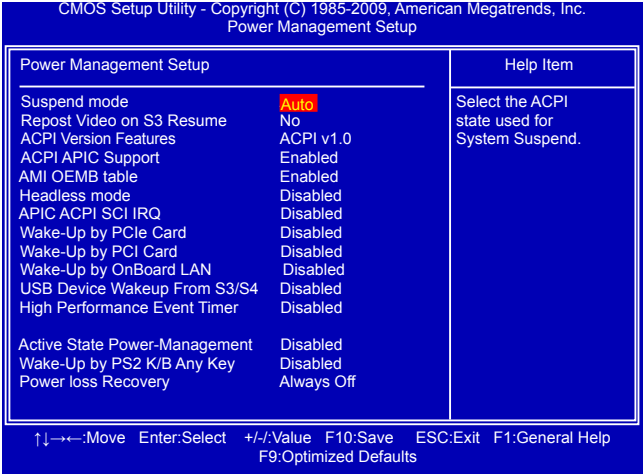 CMOS Setup Utility - Copyright (C) 1985-2009, American Megatrends, Inc.
Power Management Setup
Power Management Setup
Help Item
Suspend mode Auto
Repost Video on S3 Resume No
ACPI Version Features ACPI v1.0
ACPI APIC Support Enabled
AMI OEMB table Enabled
Headless mode Disabled
APIC ACPI SCI IRQ Disabled
Wake-Up by PCIe Card Disabled
Wake-Up by PCI Card Disabled
Wake-Up by OnBoard LAN Disabled
USB Device Wakeup From S3/S4 Disabled
High Performance Event Timer Disabled
Active State Power-Management Disabled
Wake-Up by PS2 K/B Any Key Disabled
Power loss Recovery Always Off
Select the ACPI
state used for
System Suspend.
↑↓→←:Move Enter:Select +/-/:Value F10:Save ESC:Exit F1:General Help
F9:Optimized Defaults